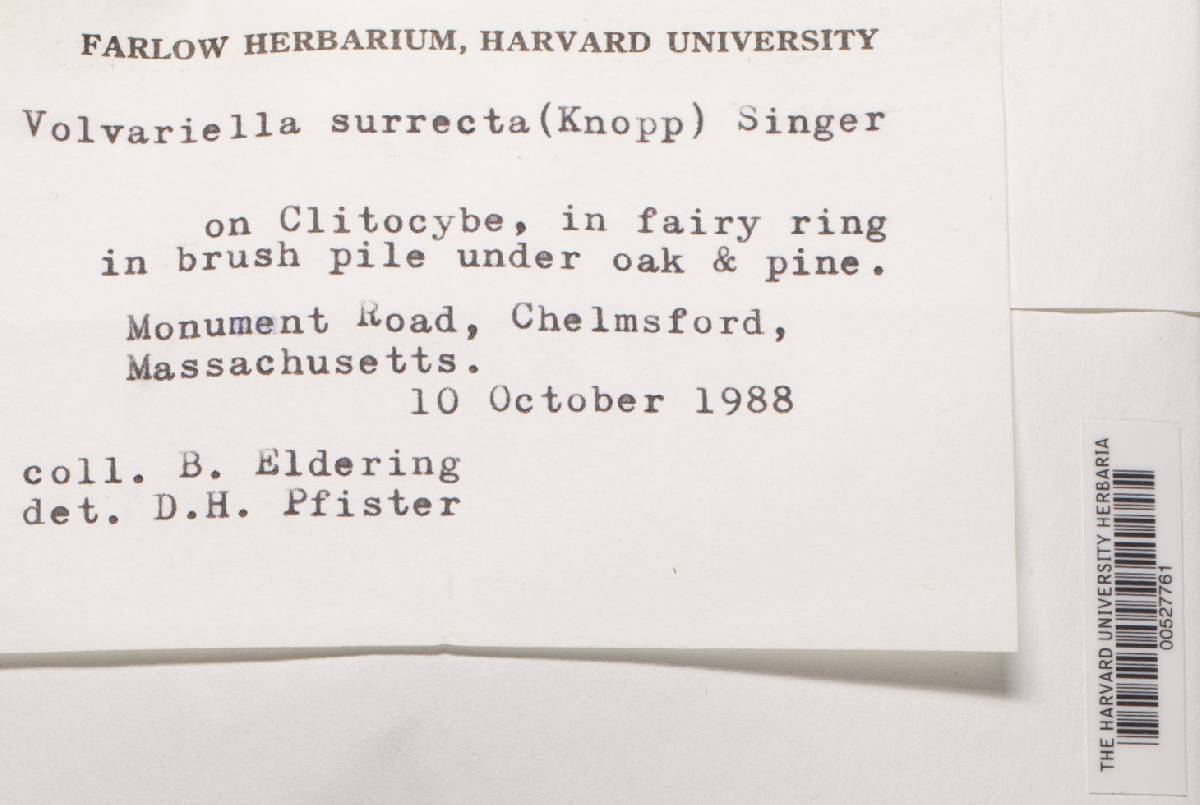 FARLOW HERBARIUM, HARVARD UNIVERSITY
Volvariella surrecta(Knopp) Singer
on Clitocybe, in fairy ring
in brush pile under oak & pine.
Monument Road, Chelmsford,
Massachusetts.
10 October 1988
coll. B. Eldering
det. D.H. Pfister
THE HARVARD UNIVERSITY HERBARIA
00527761